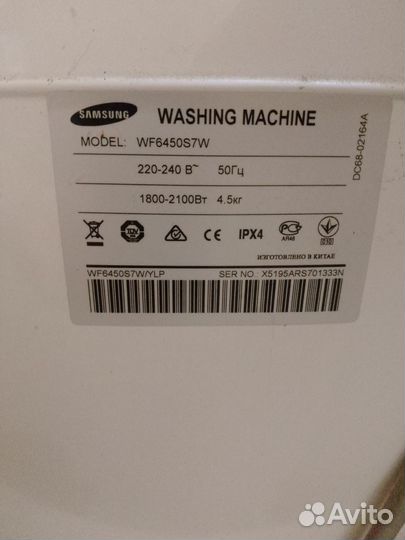 SAMSUNG WASHING MACHINE
MODEL: WF6450S7W
220-240 В~ 50Гц
1800-2100Вт 4.5кг
IPX4
АЯ46
ИЗГОТОВЛЕНО В КИТАЕ
WF6450S7W/YLP SER NO.: X5195ARS701333N
DC68-02164A
Avito